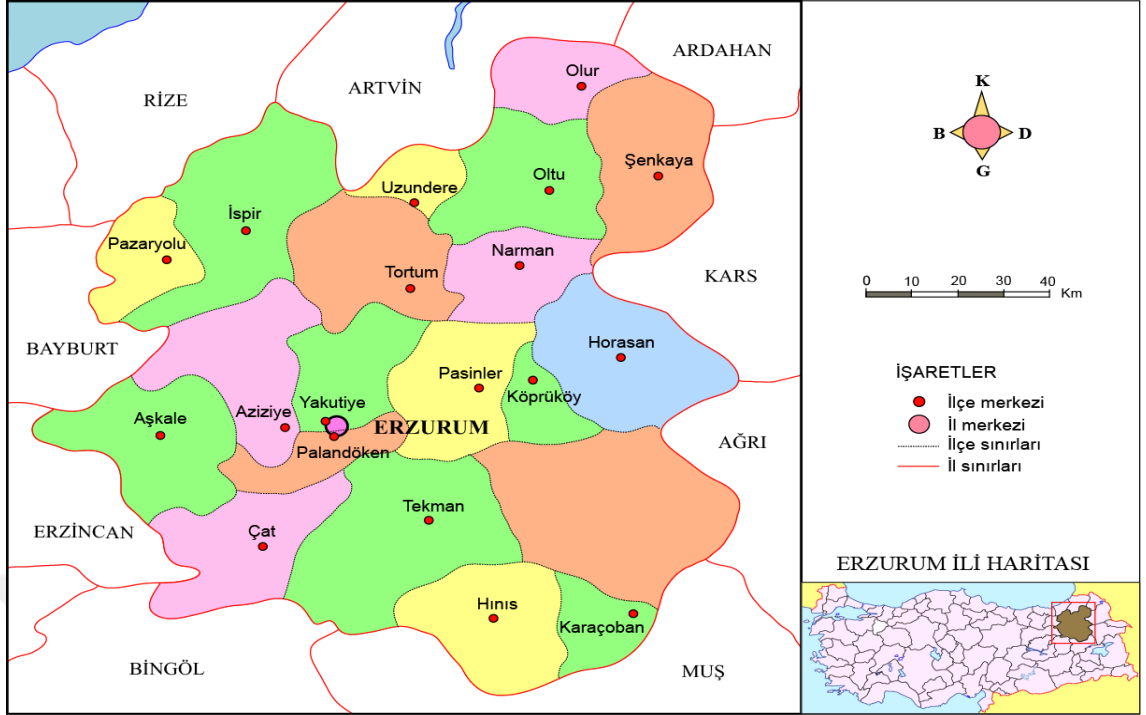 ARDAHAN
RİZE
ARTVİN
Olur
Şenkaya
Oltu
Uzundere
İspir
Pazaryolu
Narman
Tortum
KARS
BAYBURT
Horasan
Pasinler
Köprüköy
Aşkale
Aziziye
Yakutiye
ERZURUM
Palandöken
AĞRI
Tekman
ERZİNCAN
Çat
Hınıs
Karaçoban
BİNGÖL
MUŞ
K
B D
G
0 10 20 30 40 Km
İŞARETLER
İlçe merkezi
İl merkezi
İlçe sınırları
İl sınırları
ERZURUM İLİ HARİTASI